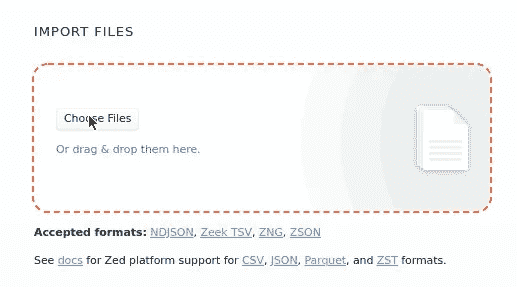 IMPORT FILES
Choose Files
Or drag & drop them here.
Accepted formats: NDJSON, Zeek TSV, ZNG, ZSON
See docs for Zed platform support for CSV, JSON, Parquet, and ZST formats.